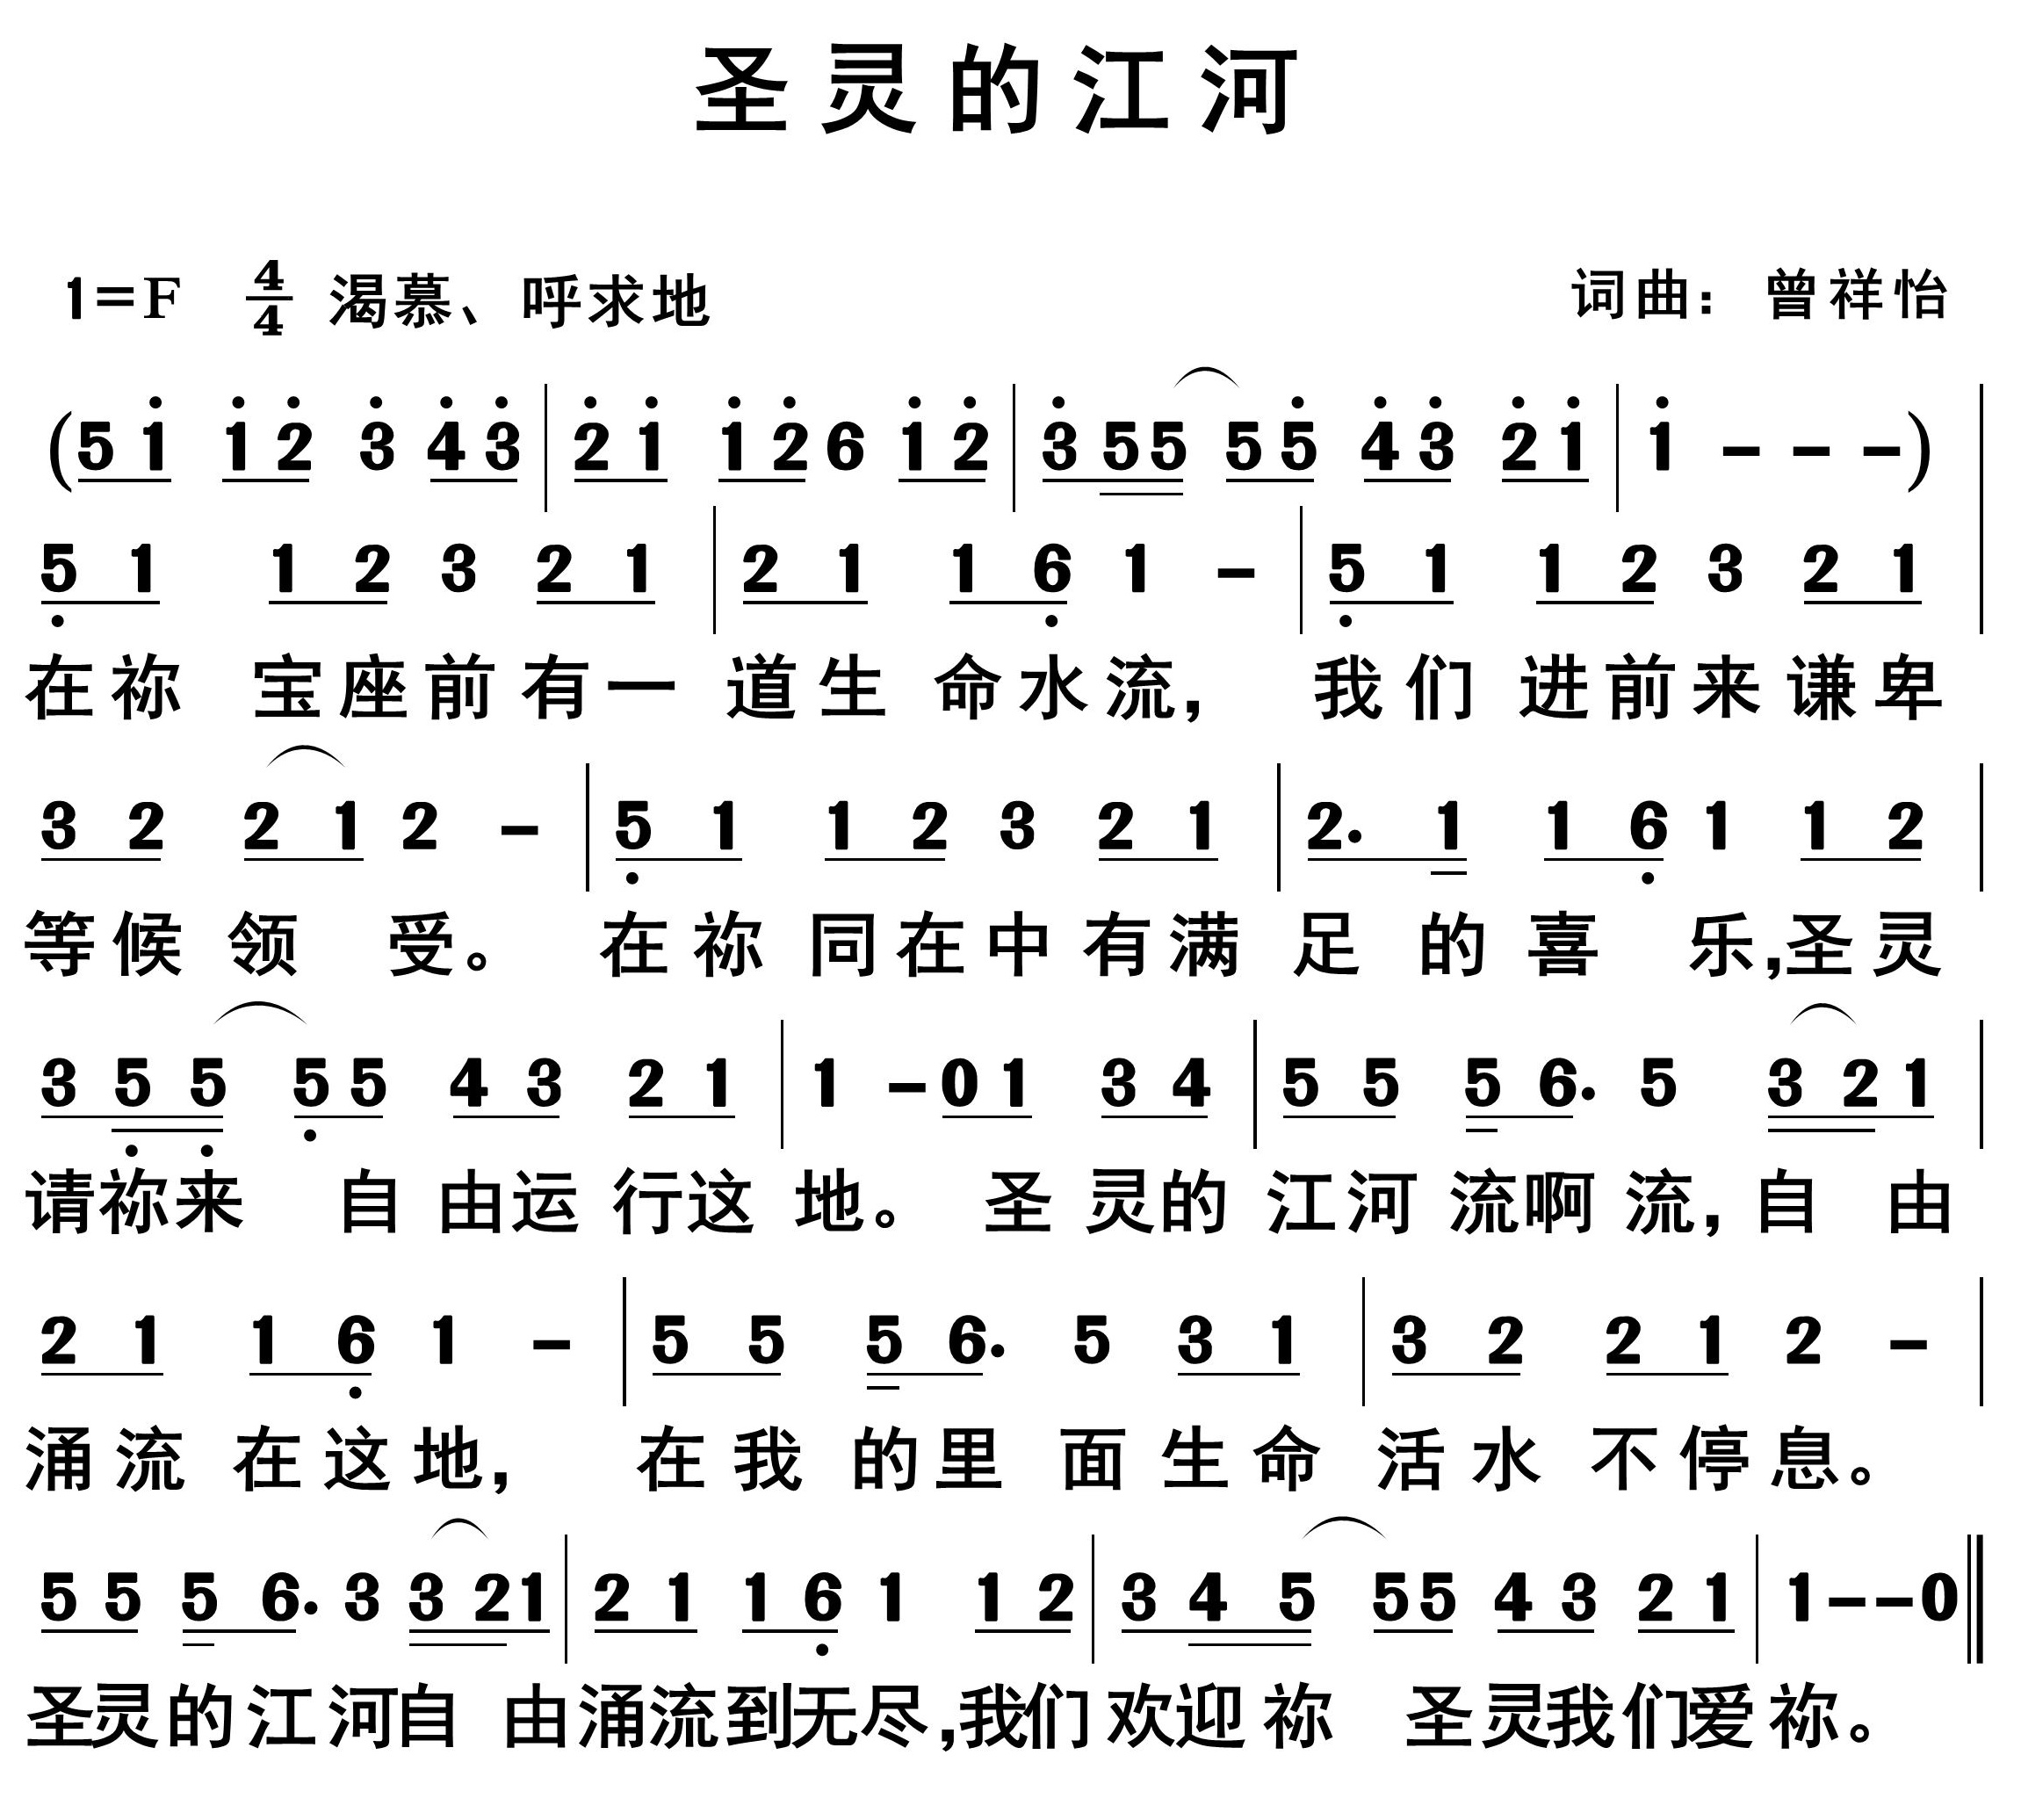 圣灵的江河
1=F 4/4 渴慕、呼求地 词曲：曾祥怡
(5 1 1 2 3 4 3 | 2 1 1 2 6 1 2 | 3 5 5 5 5 4 3 2 1 | 1 – – –) |
5 1 1 2 3 2 1 | 2 1 1 6 1 – | 5 1 1 2 3 2 1 |
在祢 宝座前有一 道生 命水流， 我们 进前来谦卑
3 2 2 1 2 – | 5 1 1 2 3 2 1 | 2. 1 1 6 1 1 2 |
等候 领 受。 在祢 同在中有满 足 的喜 乐,圣灵
3 5 5 5 5 4 3 2 1 | 1 – 0 1 3 4 | 5 5 5 6. 5 3 2 1 |
请祢来 自 由运 行这 地。 圣 灵的 江河 流啊 流, 自 由
2 1 1 6 1 – | 5 5 5 6. 5 3 1 | 3 2 2 1 2 – |
涌流 在这地, 在我 的里 面 生命 活水 不停息。
5 5 5 6. 3 3 2 1 | 2 1 1 6 1 1 2 | 3 4 5 5 5 4 3 2 1 | 1 – – 0 ‖
圣灵的江河自 由涌流到无尽,我们欢迎祢 圣灵我们爱祢。